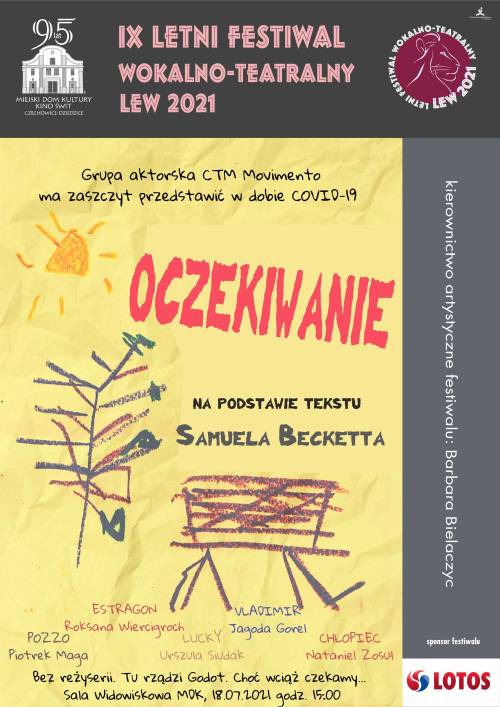 95
lat
MIEJSKI DOM KULTURY
KINO ŚWIT
CZECHOWICE-DZIEDZICE
IX LETNI FESTIWAL
WOKALNO-TEATRALNY
LEW 2021
LETNI FESTIWAL WOKALNO-TEATRALNY
LEW 2021
Grupa aktorska CTM Movimento
ma zaszczyt przedstawić w dobie COVID-19
OCZEKIWANIE
NA PODSTAWIE TEKSTU
SAMUELA BECKETTA
kierownictwo artystyczne festiwalu: Barbara Bielaczyc
ESTRAGON
Roksana Wiercigroch
VLADIMIR
Jagoda Gorel
POZZO
Piotrek Maga
LUCKY
Urszula Siudak
CHŁOPIEC
Nataniel Zosul
Bez reżyserii. Tu rządzi Godot. Choć wciąż czekamy...
Sala Widowiskowa MDK, 18.07.2021 godz. 15:00
sponsor festiwalu
LOTOS